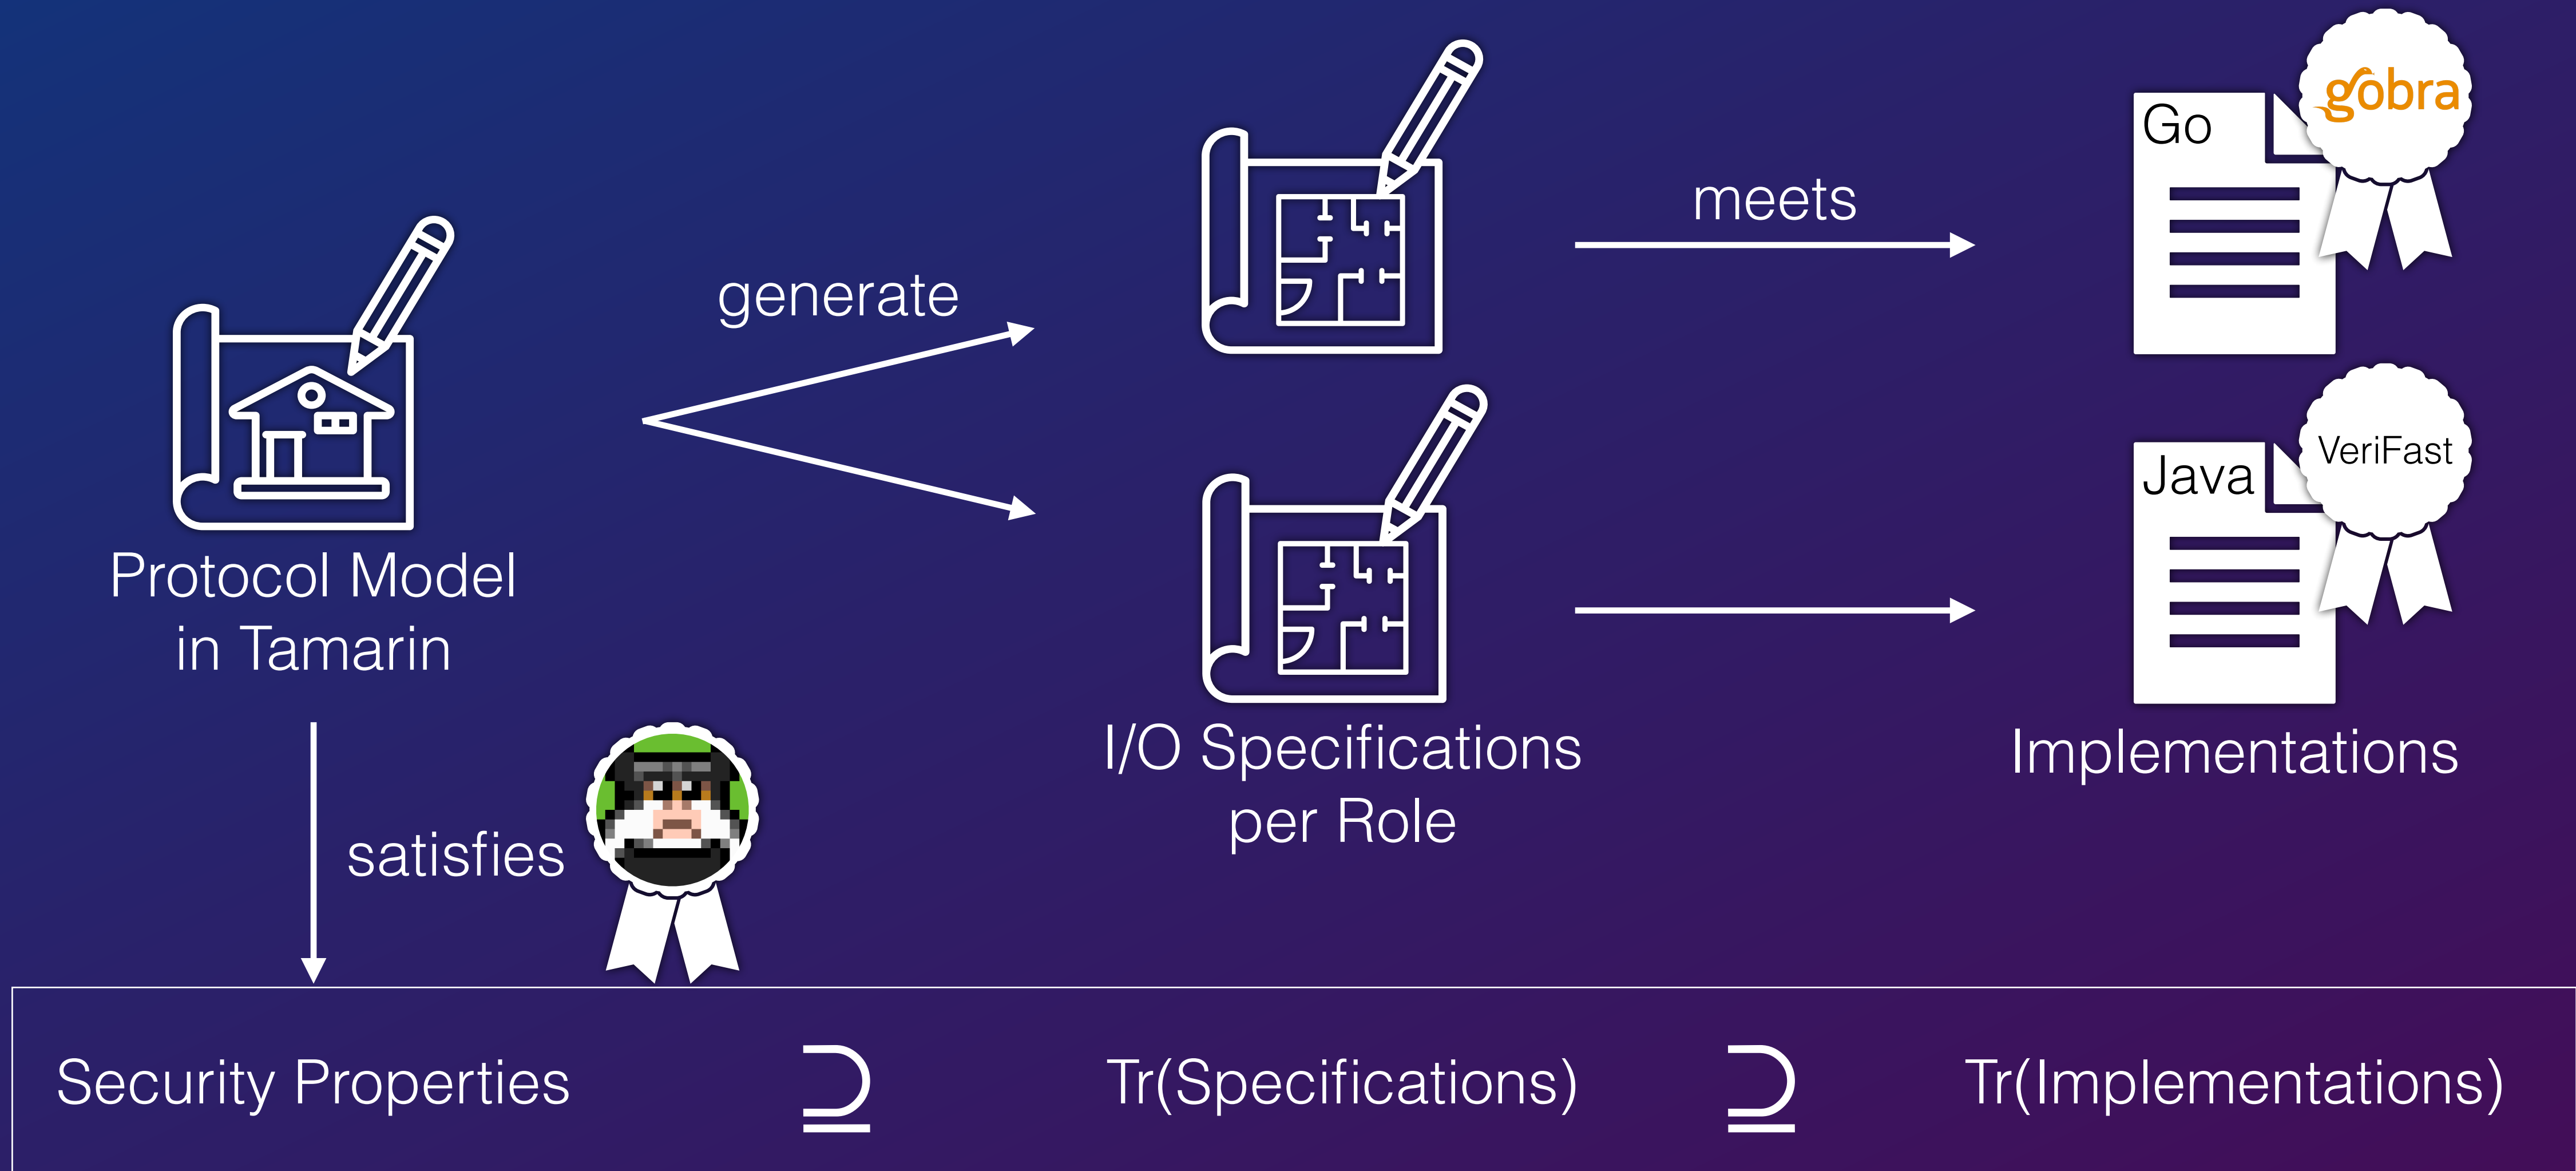 Protocol Model
in Tamarin
generate
meets
Go
gobra
Java
VeriFast
I/O Specifications
per Role
Implementations
satisfies
Security Properties ⊇ Tr(Specifications) ⊇ Tr(Implementations)